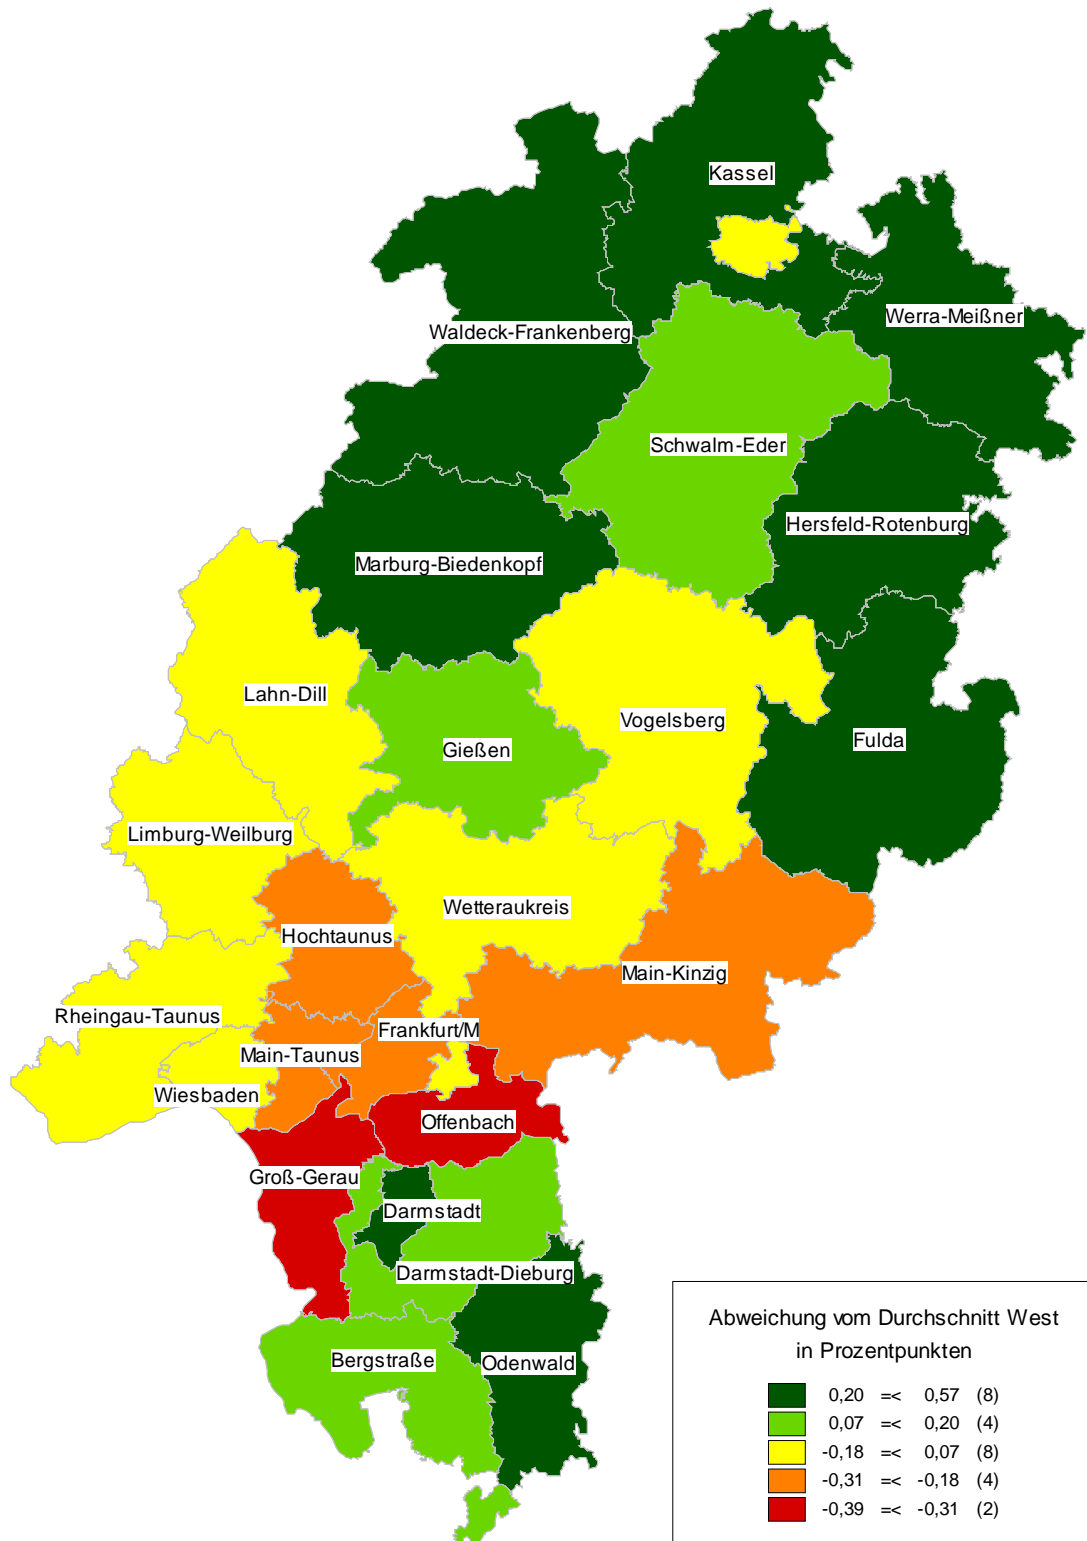 Kassel
Werra-Meißner
Waldeck-Frankenberg
Schwalm-Eder
Hersfeld-Rotenburg
Marburg-Biedenkopf
Lahn-Dill
Vogelsberg
Fulda
Gießen
Limburg-Weilburg
Wetteraukreis
Hochtaunus
Main-Kinzig
Rheingau-Taunus
Frankfurt/M
Main-Taunus
Wiesbaden
Offenbach
Groß-Gerau
Darmstadt
Darmstadt-Dieburg
Bergstraße
Odenwald
Abweichung vom Durchschnitt West
in Prozentpunkten
0,20 =< 0,57 (8)
0,07 =< 0,20 (4)
-0,18 =< 0,07 (8)
-0,31 =< -0,18 (4)
-0,39 =< -0,31 (2)